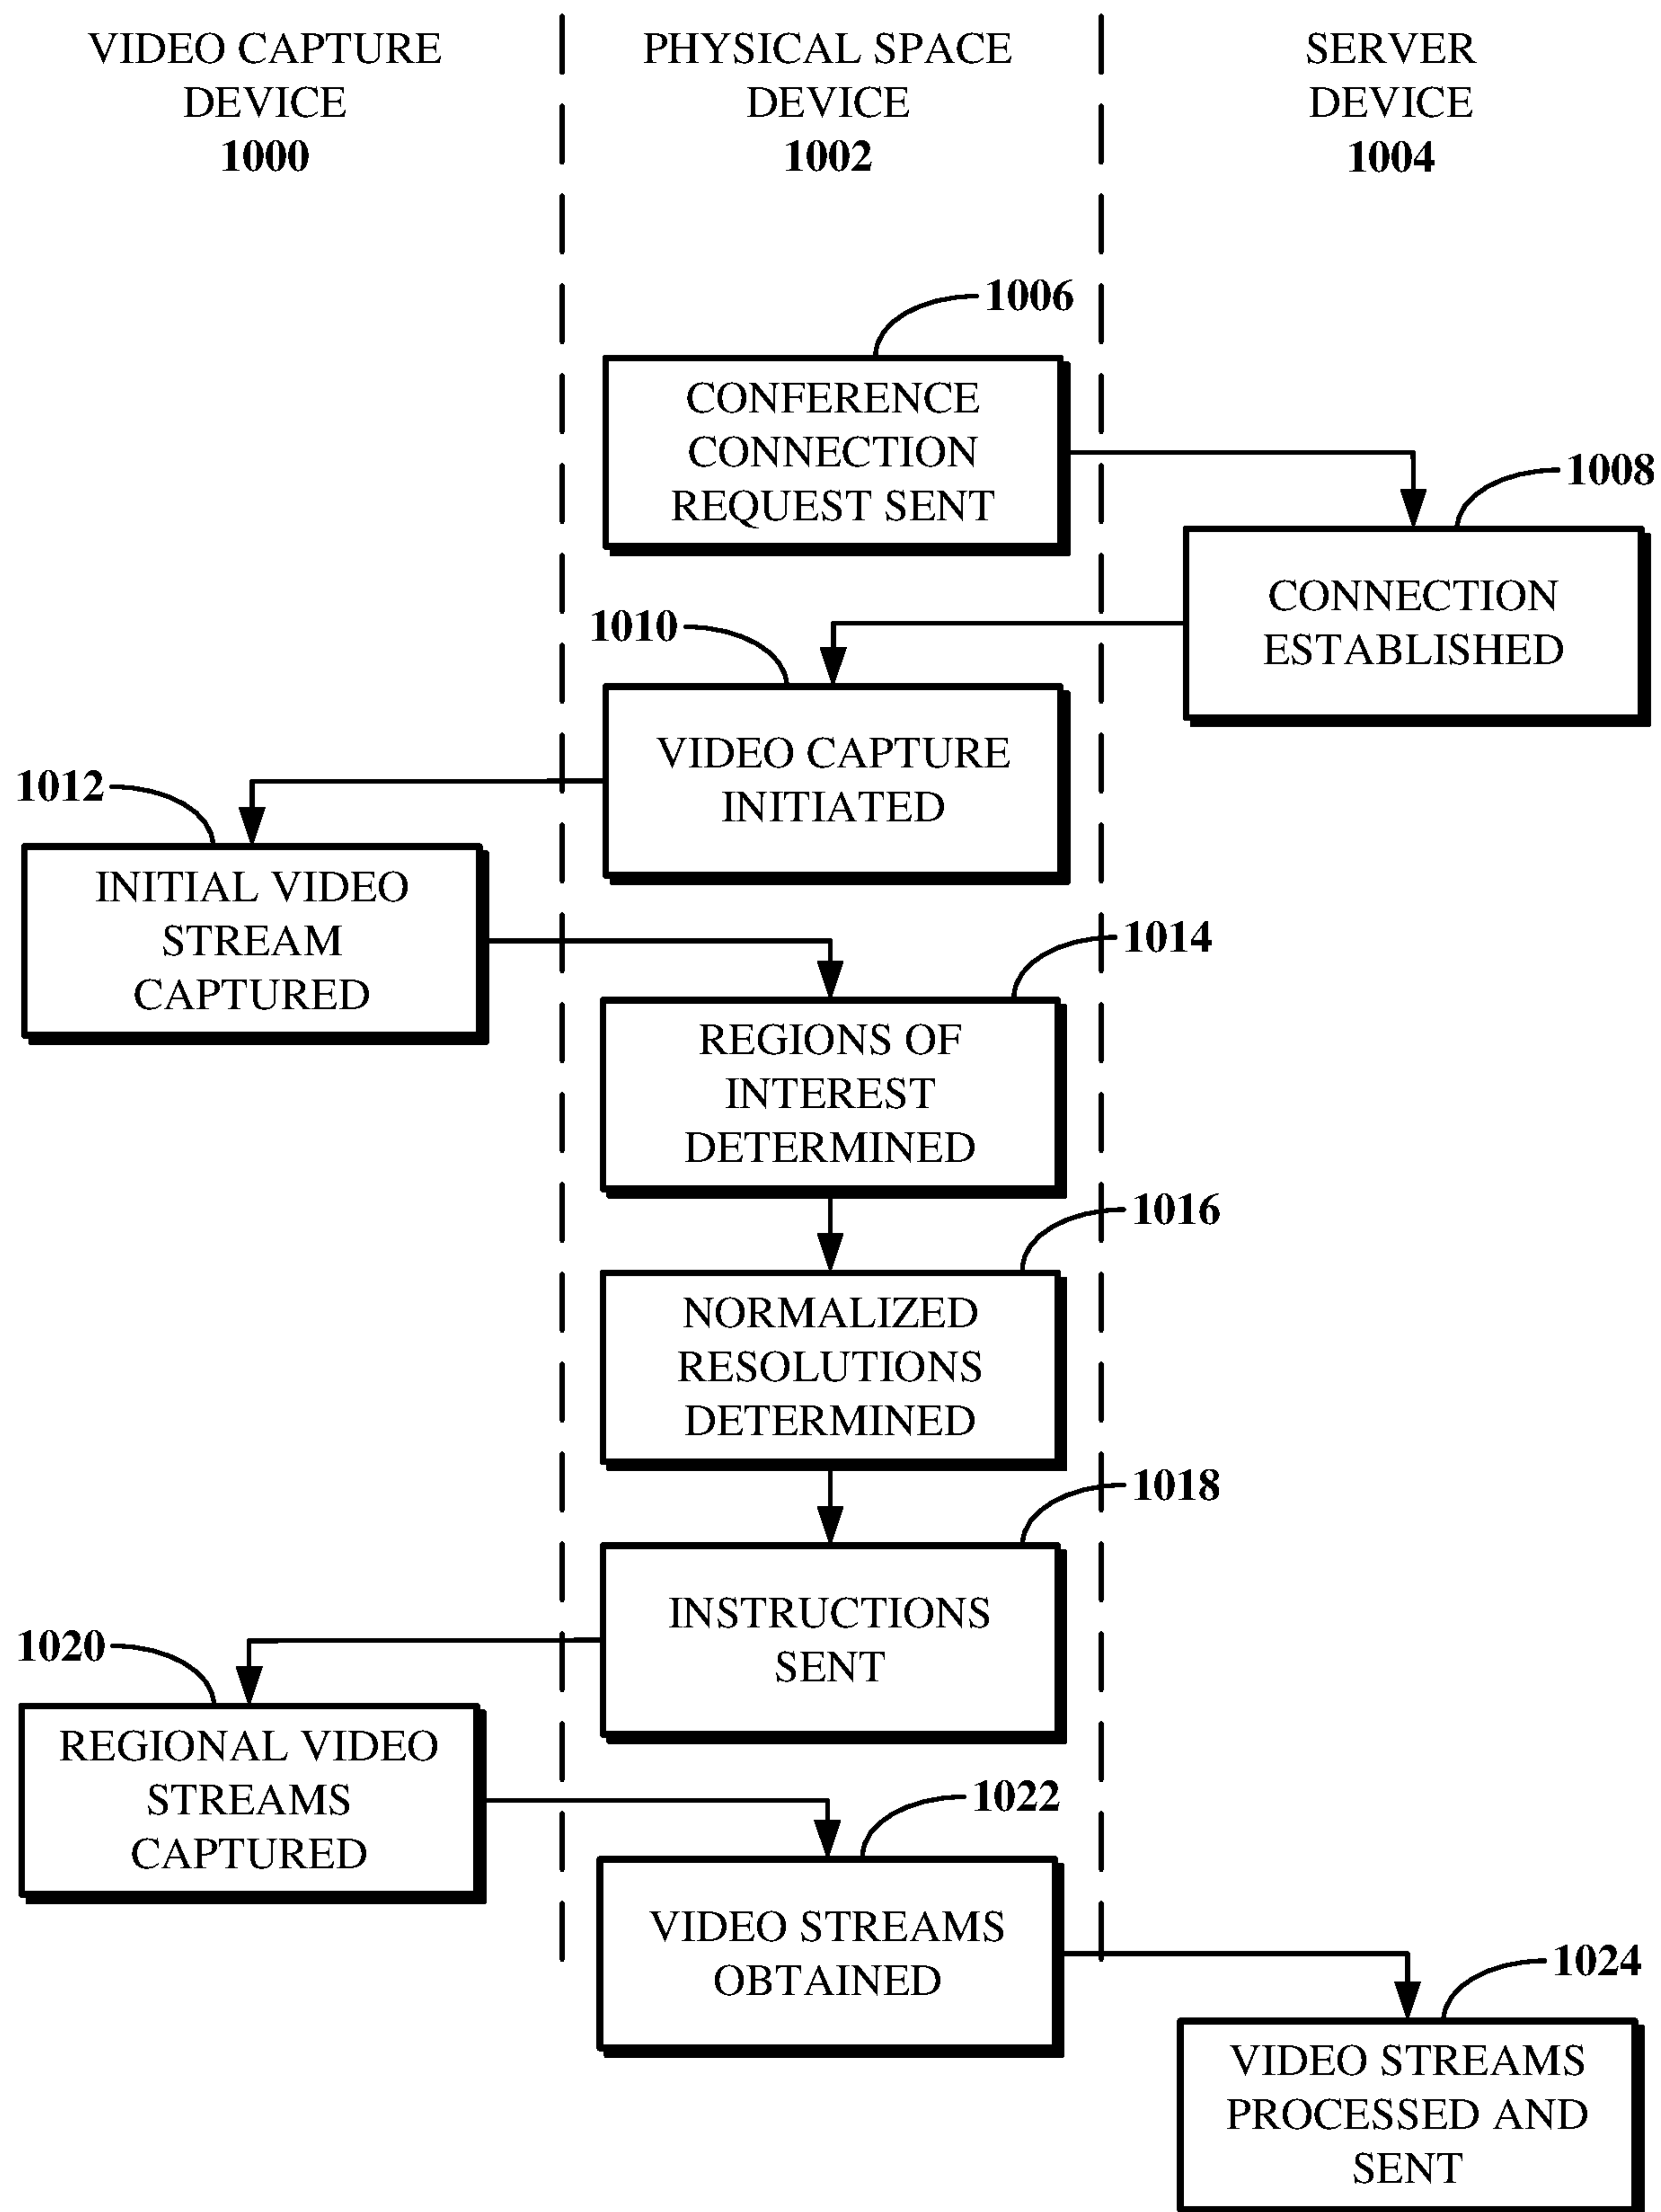 VIDEO CAPTURE
DEVICE
1000
PHYSICAL SPACE
DEVICE
1002
SERVER
DEVICE
1004
1006
CONFERENCE
CONNECTION
REQUEST SENT
1008
CONNECTION
ESTABLISHED
1010
VIDEO CAPTURE
INITIATED
1012
INITIAL VIDEO
STREAM
CAPTURED
1014
REGIONS OF
INTEREST
DETERMINED
1016
NORMALIZED
RESOLUTIONS
DETERMINED
1018
INSTRUCTIONS
SENT
1020
REGIONAL VIDEO
STREAMS
CAPTURED
1022
VIDEO STREAMS
OBTAINED
1024
VIDEO STREAMS
PROCESSED AND
SENT